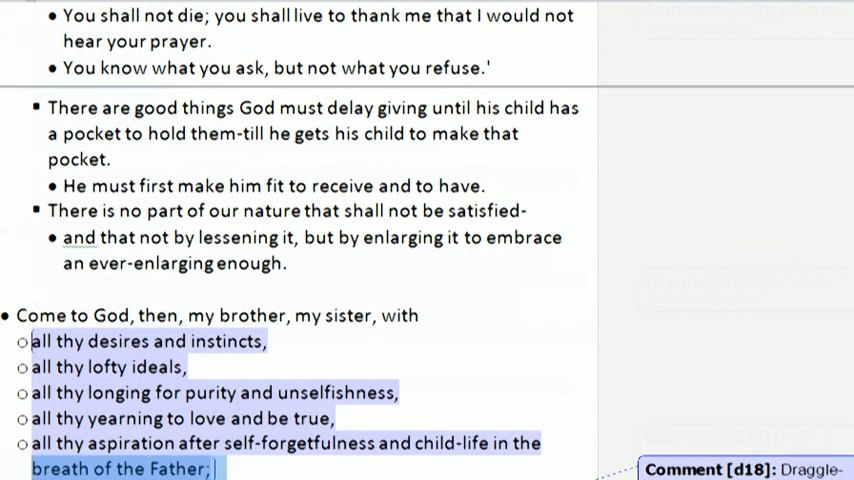 • You shall not die; you shall live to thank me that I would not
hear your prayer.
• You know what you ask, but not what you refuse.'
▪ There are good things God must delay giving until his child has
a pocket to hold them-till he gets his child to make that
pocket.
• He must first make him fit to receive and to have.
▪ There is no part of our nature that shall not be satisfied-
• and that not by lessening it, but by enlarging it to embrace
an ever-enlarging enough.
• Come to God, then, my brother, my sister, with
○ all thy desires and instincts,
○ all thy lofty ideals,
○ all thy longing for purity and unselfishness,
○ all thy yearning to love and be true,
○ all thy aspiration after self-forgetfulness and child-life in the
breath of the Father;
Comment [d18]: Draggle-